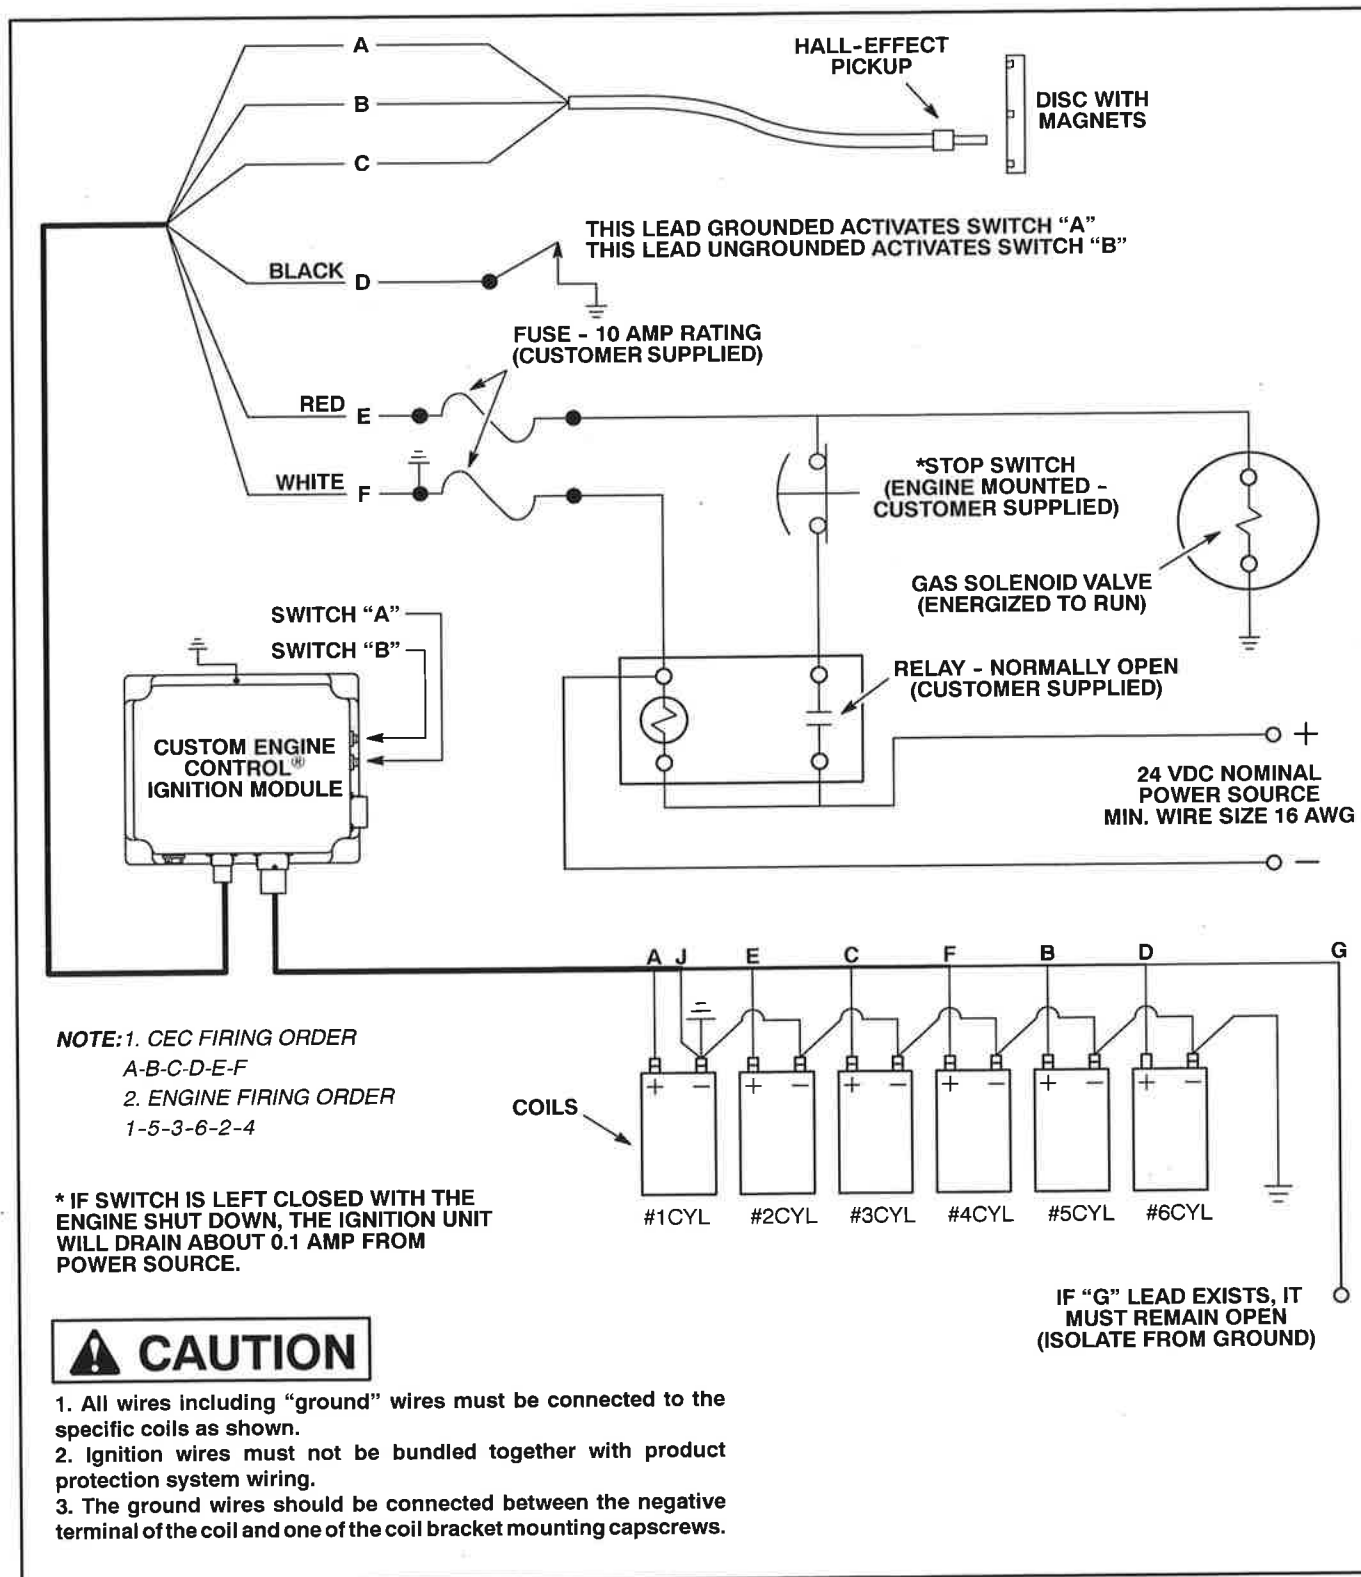 A
B
C
HALL-EFFECT
PICKUP
DISC WITH
MAGNETS
THIS LEAD GROUNDED ACTIVATES SWITCH “A”
THIS LEAD UNGROUNDED ACTIVATES SWITCH “B”
BLACK D
FUSE - 10 AMP RATING
(CUSTOMER SUPPLIED)
RED E
WHITE F
*STOP SWITCH
(ENGINE MOUNTED -
CUSTOMER SUPPLIED)
GAS SOLENOID VALVE
(ENERGIZED TO RUN)
SWITCH “A”
SWITCH “B”
RELAY - NORMALLY OPEN
(CUSTOMER SUPPLIED)
CUSTOM ENGINE
CONTROL®
IGNITION MODULE
+
24 VDC NOMINAL
POWER SOURCE
MIN. WIRE SIZE 16 AWG
−
A J E C F B D G
NOTE: 1. CEC FIRING ORDER
A-B-C-D-E-F
2. ENGINE FIRING ORDER
1-5-3-6-2-4
COILS
+ − + − + − + − + − + −
#1CYL #2CYL #3CYL #4CYL #5CYL #6CYL
* IF SWITCH IS LEFT CLOSED WITH THE
ENGINE SHUT DOWN, THE IGNITION UNIT
WILL DRAIN ABOUT 0.1 AMP FROM
POWER SOURCE.
IF “G” LEAD EXISTS, IT
MUST REMAIN OPEN
(ISOLATE FROM GROUND)
CAUTION
1. All wires including “ground” wires must be connected to the
specific coils as shown.
2. Ignition wires must not be bundled together with product
protection system wiring.
3. The ground wires should be connected between the negative
terminal of the coil and one of the coil bracket mounting capscrews.